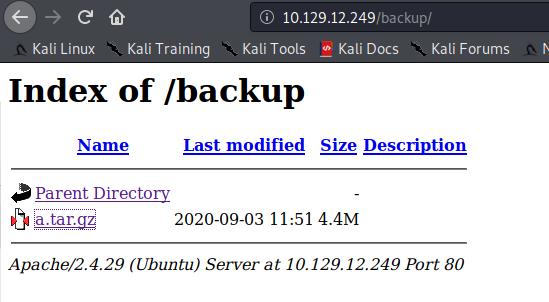 10.129.12.249/backup/
Kali Linux Kali Training Kali Tools Kali Docs Kali Forums
Index of /backup
Name Last modified Size Description
Parent Directory -
a.tar.gz 2020-09-03 11:51 4.4M
Apache/2.4.29 (Ubuntu) Server at 10.129.12.249 Port 80